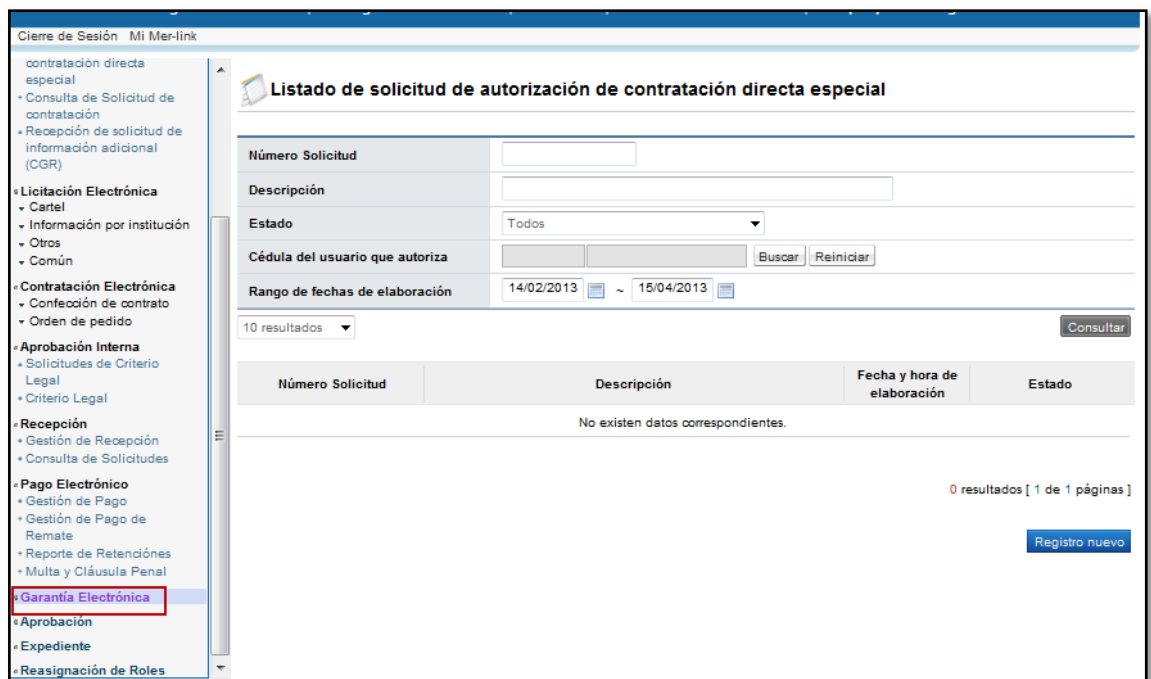 Cierre de Sesión Mi Mer-link
contratación directa
especial
Consulta de Solicitud de
contratación
Recepción de solicitud de
información adicional
(CGR)
Licitación Electrónica
Cartel
Información por institución
Otros
Común
Contratación Electrónica
Confección de contrato
Orden de pedido
Aprobación Interna
Solicitudes de Criterio
Legal
Criterio Legal
Recepción
Gestión de Recepción
Consulta de Solicitudes
Pago Electrónico
Gestión de Pago
Gestión de Pago de
Remate
Reporte de Retenciónes
Multa y Cláusula Penal
Garantía Electrónica
Aprobación
Expediente
Reasignación de Roles
Listado de solicitud de autorización de contratación directa especial
Número Solicitud
Descripción
Estado Todos
Cédula del usuario que autoriza Buscar Reiniciar
Rango de fechas de elaboración 14/02/2013 ~ 15/04/2013
10 resultados Consultar
Número Solicitud Descripción Fecha y hora de elaboración Estado
No existen datos correspondientes.
0 resultados [ 1 de 1 páginas ]
Registro nuevo